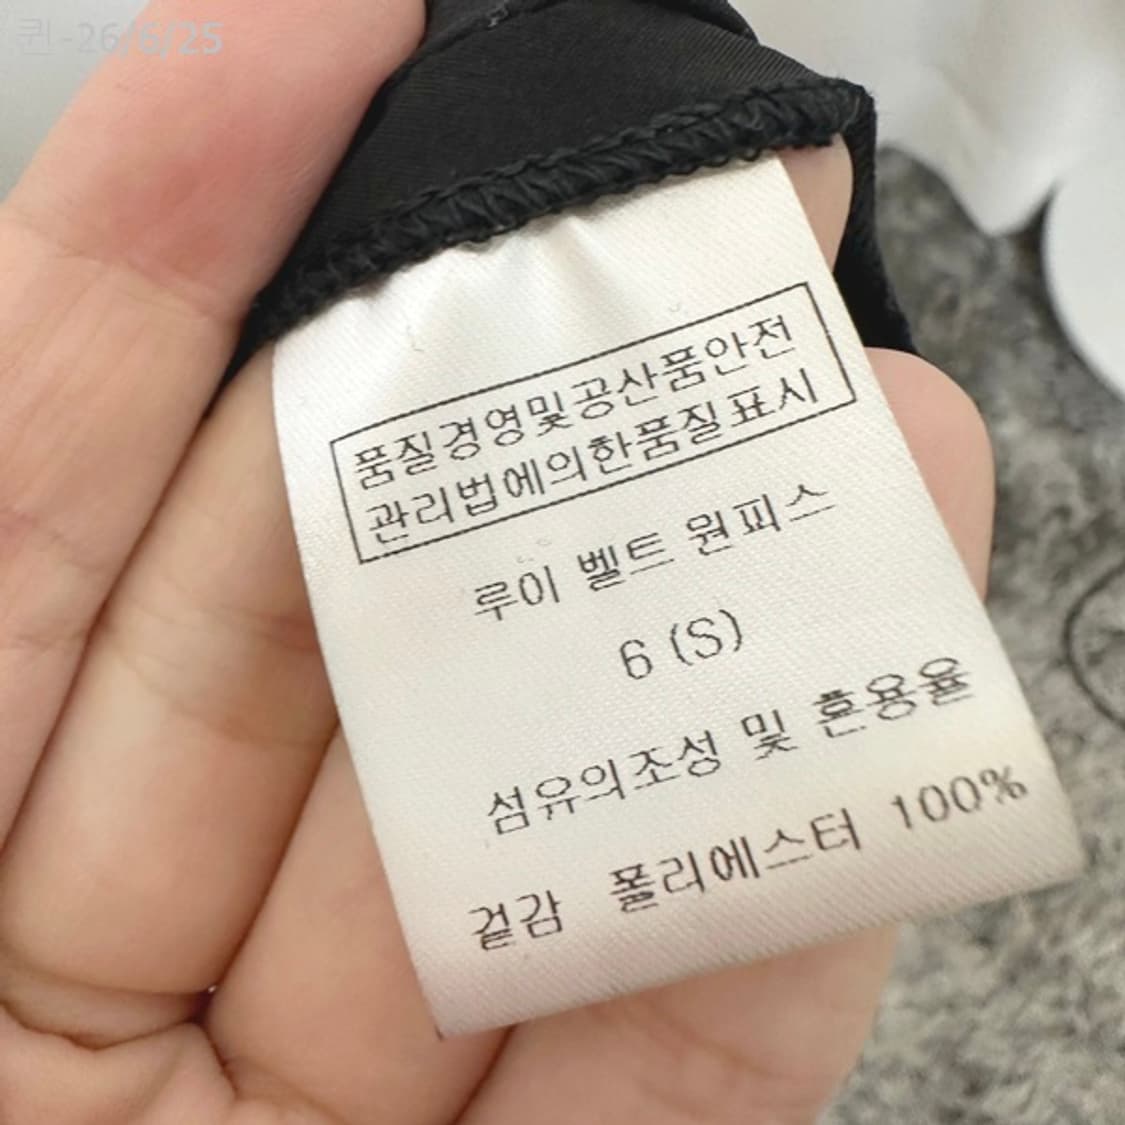 퀸-26/6/25
품질경영및공산품안전
관리법에의한품질표시
루이 벨트 원피스
6 (S)
섬유의조성 및 혼용율
겉감 폴리에스터 100%